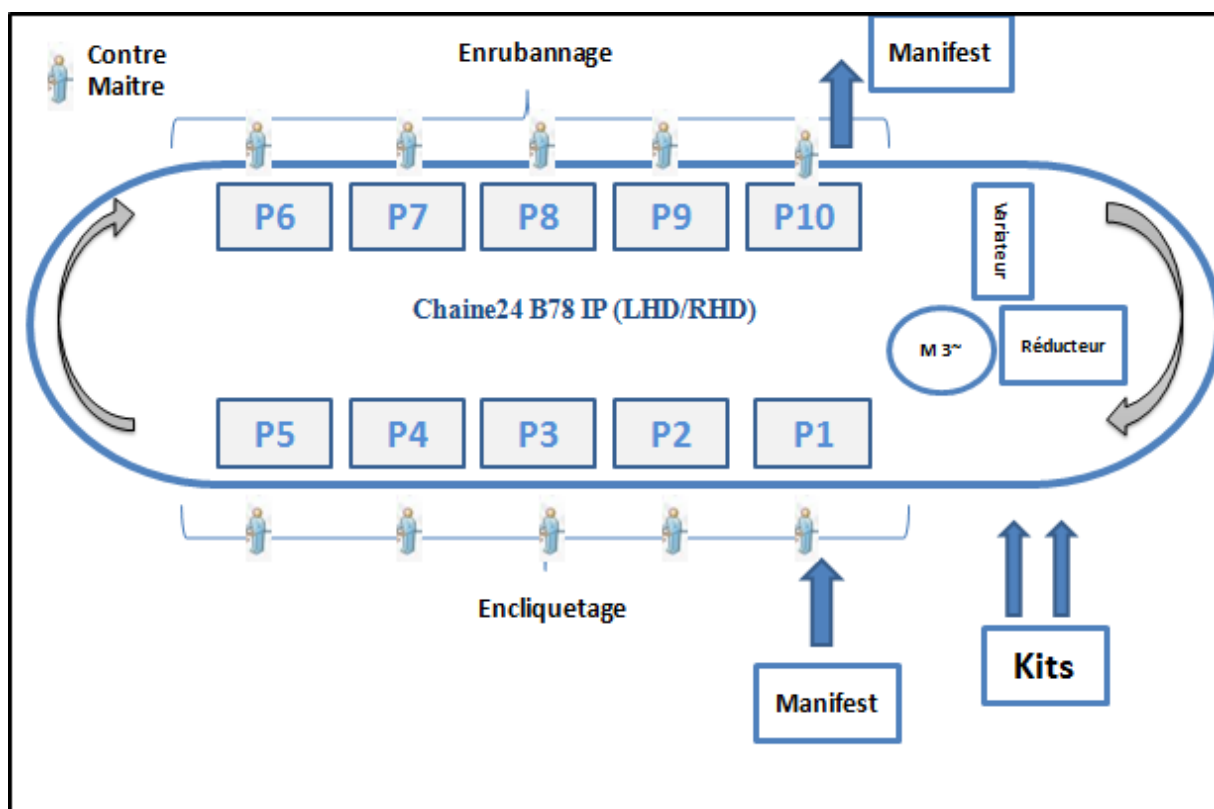 Contre
Maitre
Enrubannage
Manifest
P6
P7
P8
P9
P10
Variateur
Chaine24 B78 IP (LHD/RHD)
M 3~
Réducteur
P5
P4
P3
P2
P1
Encliquetage
Manifest
Kits